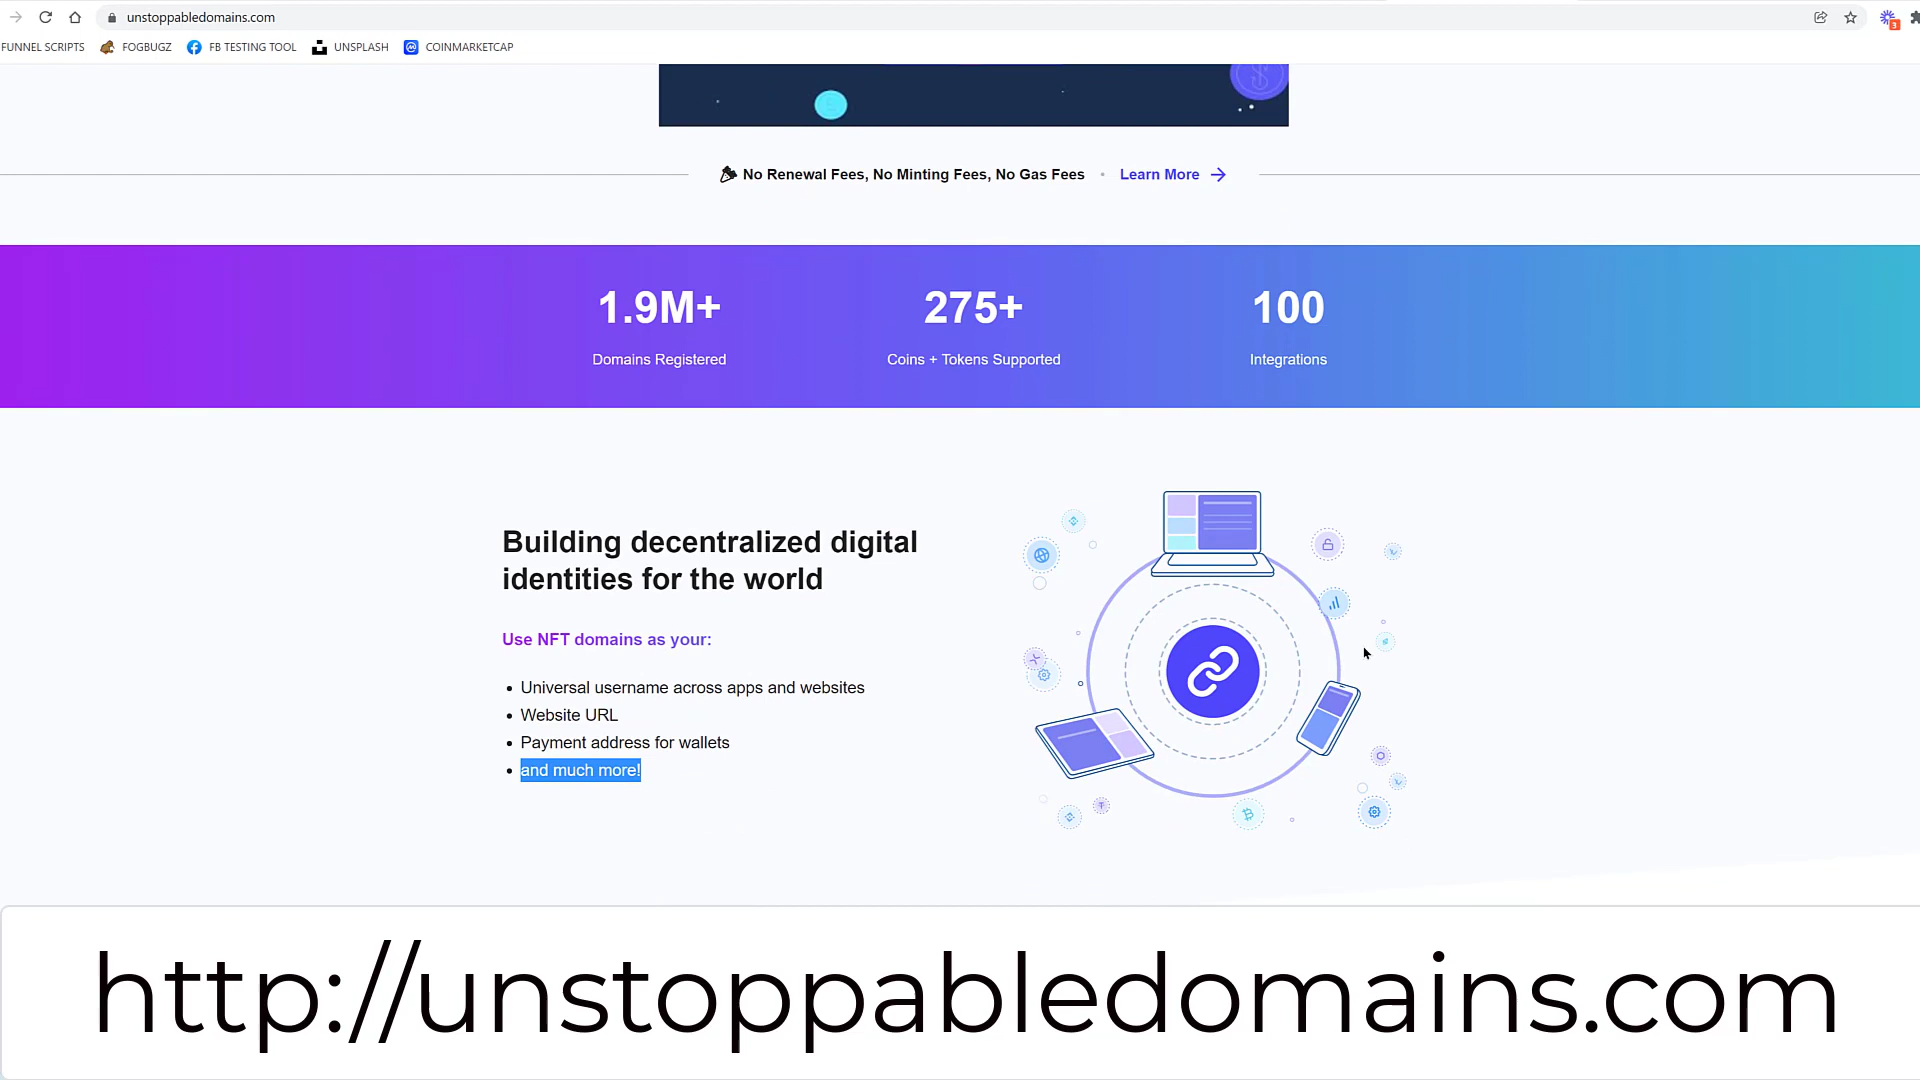 unstoppabledomains.com
3
FUNNEL SCRIPTS FOGBUGZ FB TESTING TOOL UNSPLASH COINMARKETCAP
No Renewal Fees, No Minting Fees, No Gas Fees • Learn More →
1.9M+ 275+ 100
Domains Registered Coins + Tokens Supported Integrations
Building decentralized digital
identities for the world
Use NFT domains as your:
• Universal username across apps and websites
• Website URL
• Payment address for wallets
• and much more!
http://unstoppabledomains.com